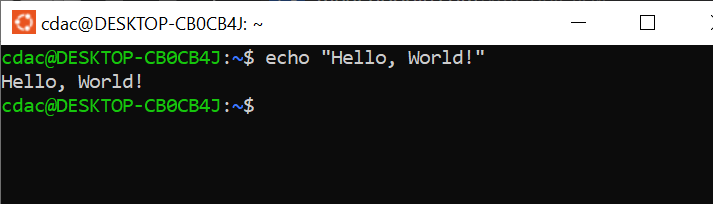 cdac@DESKTOP-CB0CB4J: ~
cdac@DESKTOP-CB0CB4J:~$ echo "Hello, World!"
Hello, World!
cdac@DESKTOP-CB0CB4J:~$